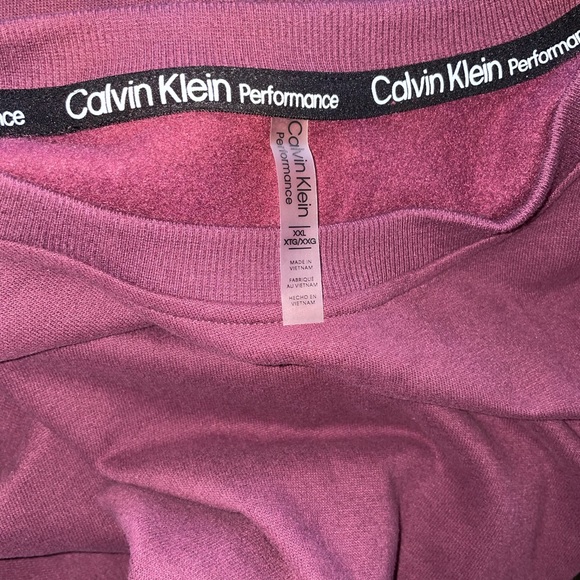 nce Calvin Klein Performance Calvin Klein Performance
Calvin Klein
Performance
XXL
XTG/XXG
MADE IN
VIETNAM
FABRIQUÉ
AU VIETNAM
HECHO EN
VIETNAM